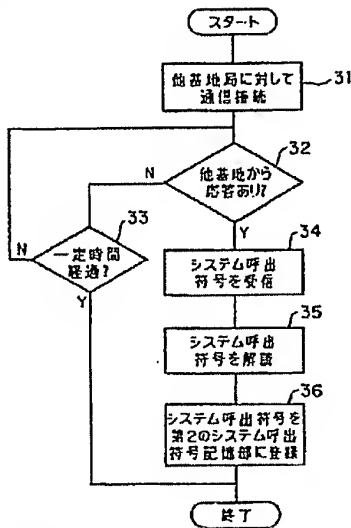 スタート
他基地局に対して
通信接続
31
他基地から
応答あり?
32
N
Y
一定時間
経過?
33
N
Y
システム呼出
符号を受信
34
システム呼出
符号を解読
35
システム呼出符号を
第2のシステム呼出
符号記憶部に登録
36
終了